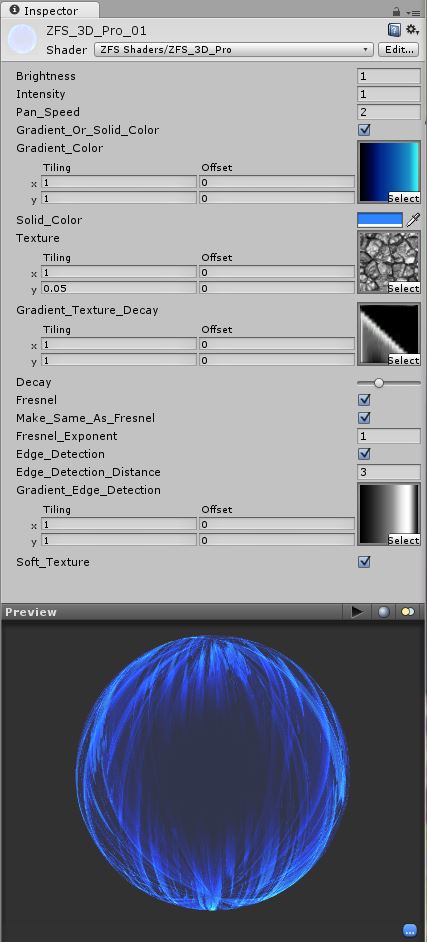 Inspector
ZFS_3D_Pro_01
Shader ZFS Shaders/ZFS_3D_Pro Edit...
Brightness 1
Intensity 1
Pan_Speed 2
Gradient_Or_Solid_Color
Gradient_Color
Tiling Offset
x 1 0
y 1 0
Select
Solid_Color
Texture
Tiling Offset
x 1 0
y 0.05 0
Select
Gradient_Texture_Decay
Tiling Offset
x 1 0
y 1 0
Select
Decay
Fresnel
Make_Same_As_Fresnel
Fresnel_Exponent 1
Edge_Detection
Edge_Detection_Distance 3
Gradient_Edge_Detection
Tiling Offset
x 1 0
y 1 0
Select
Soft_Texture
Preview